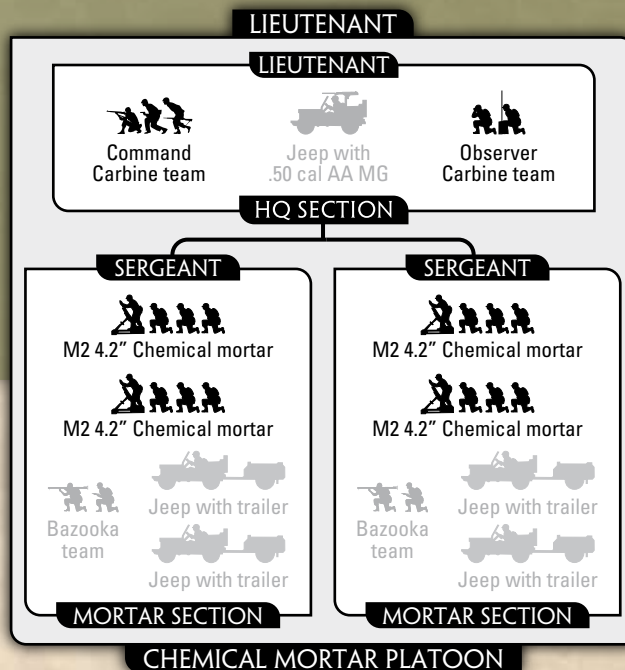 LIEUTENANT
LIEUTENANT
Command
Carbine team
Jeep with
.50 cal AA MG
Observer
Carbine team
HQ SECTION
SERGEANT
M2 4.2” Chemical mortar
M2 4.2” Chemical mortar
Bazooka
team
Jeep with trailer
Jeep with trailer
MORTAR SECTION
SERGEANT
M2 4.2” Chemical mortar
M2 4.2” Chemical mortar
Bazooka
team
Jeep with trailer
Jeep with trailer
MORTAR SECTION
CHEMICAL MORTAR PLATOON